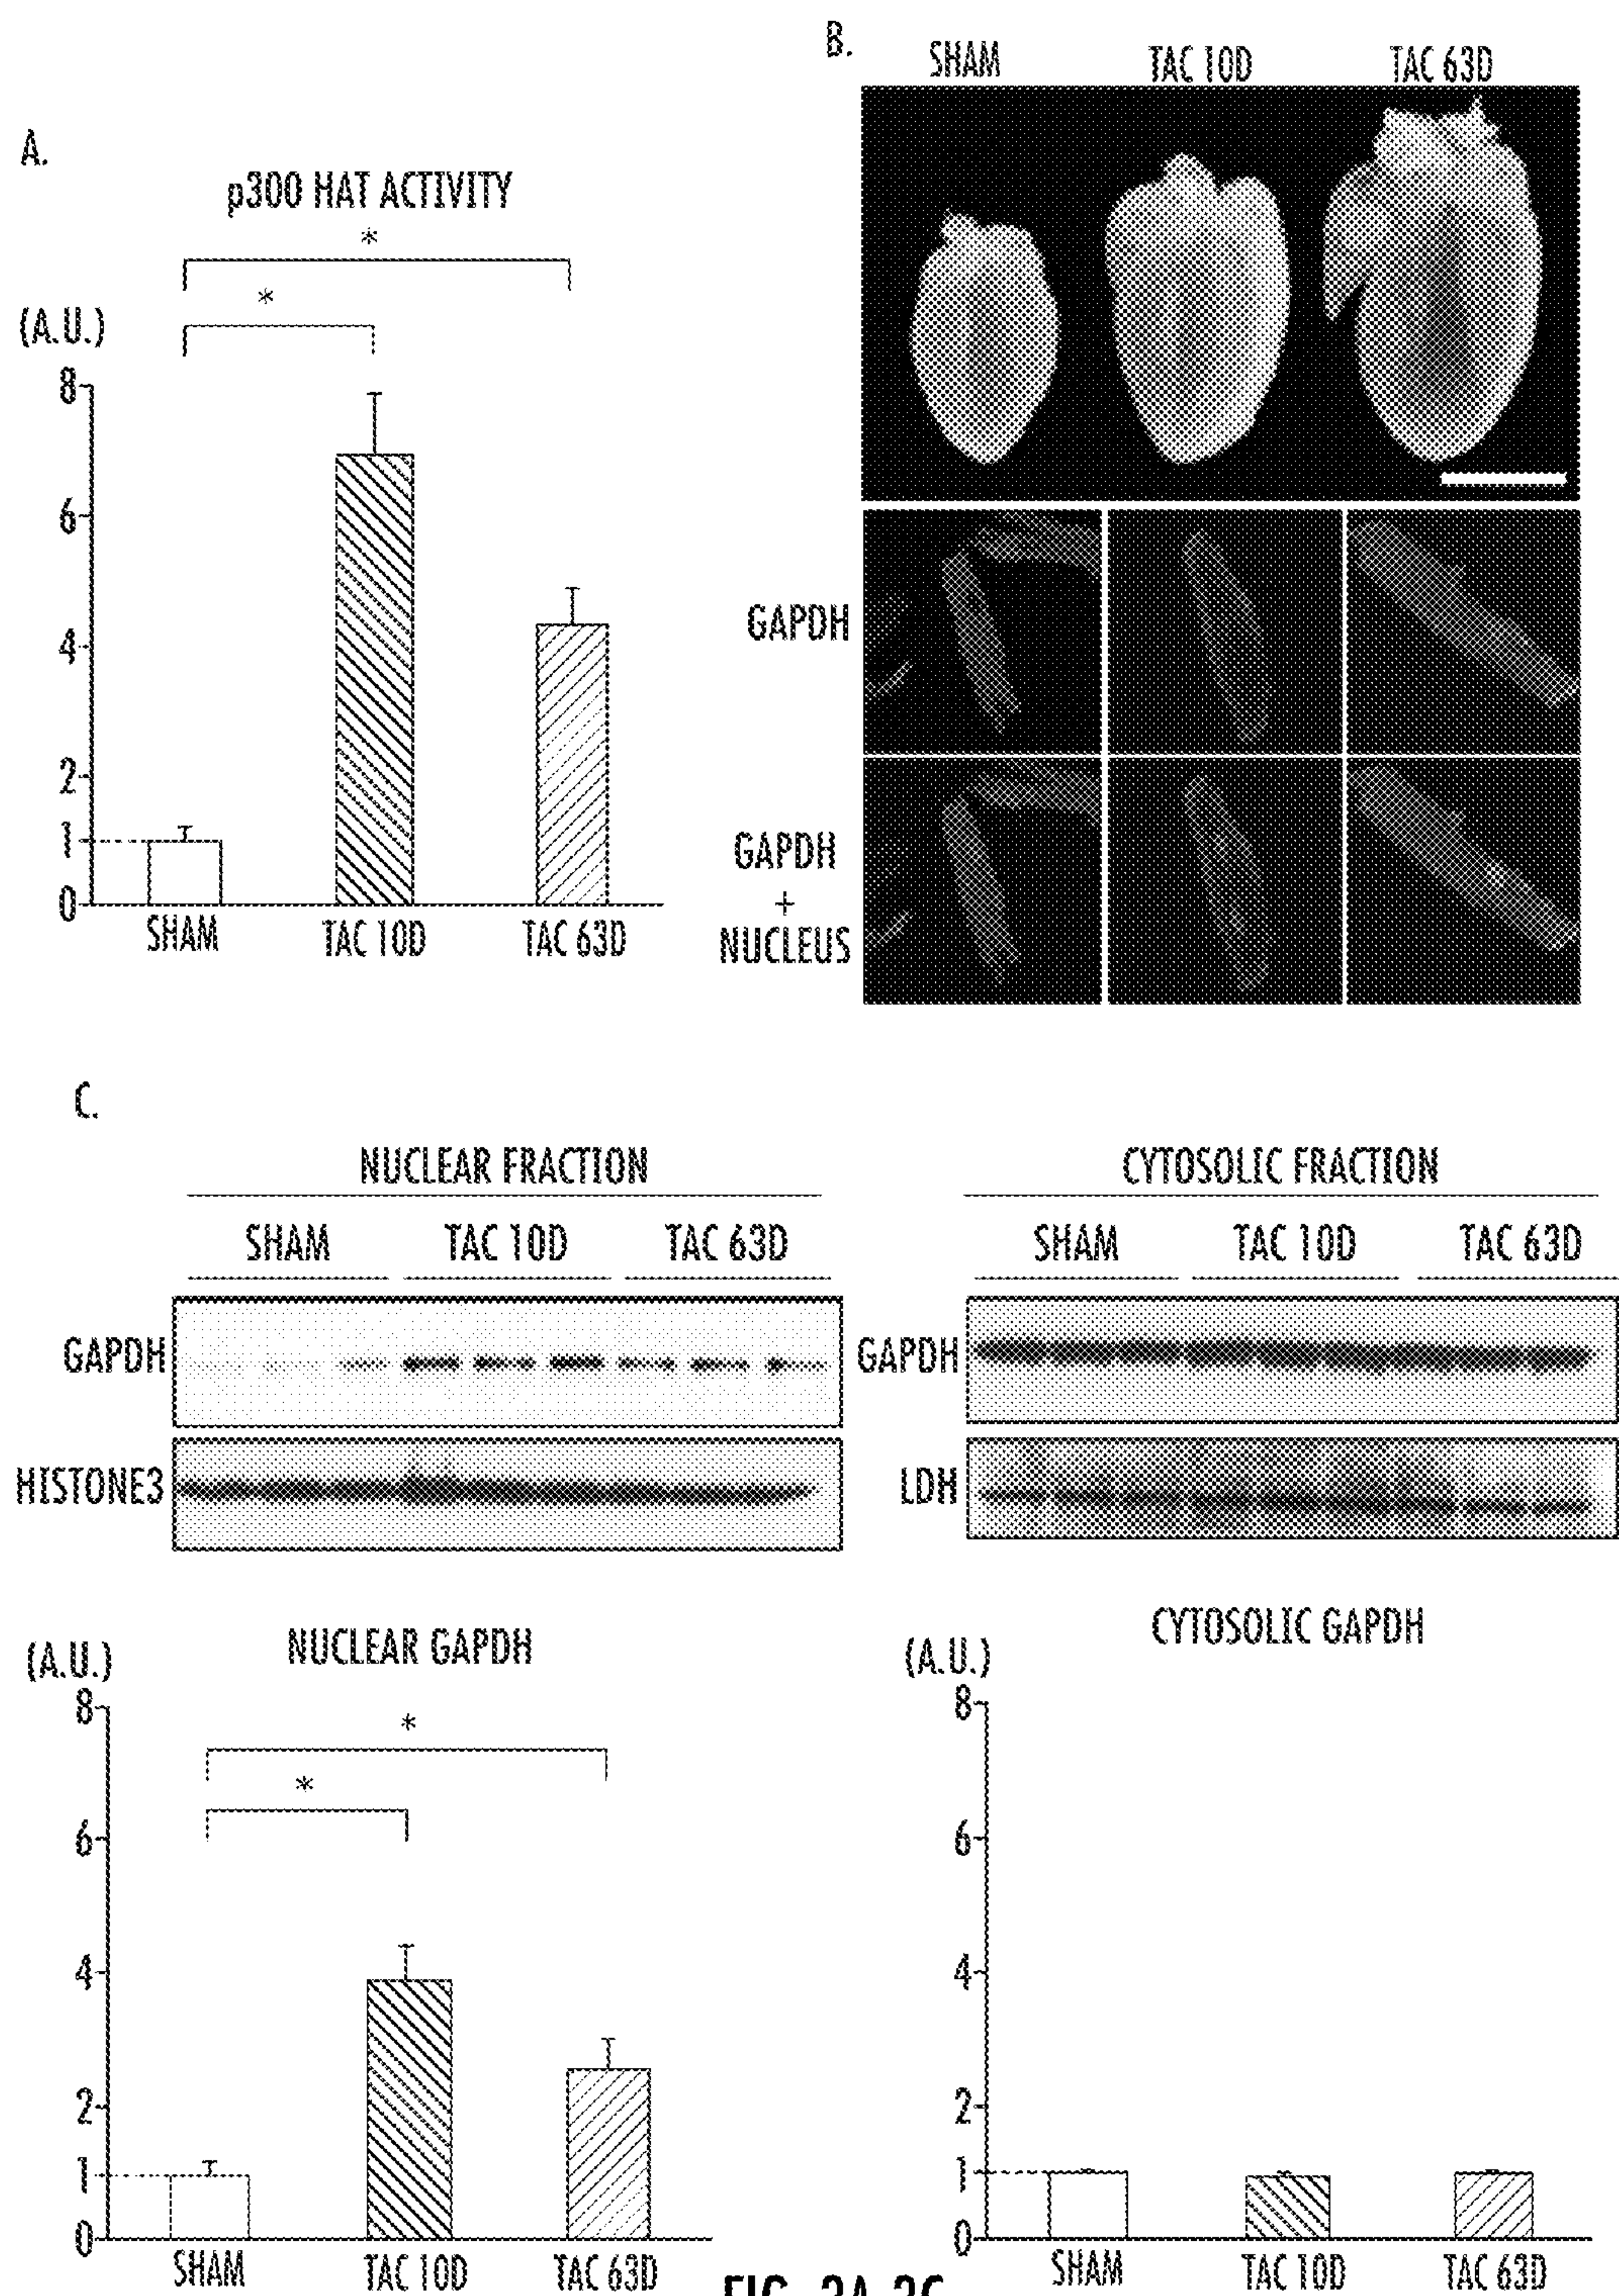 A.
p300 HAT ACTIVITY
*
*
(A.U.)
8
6
4
2
1
0
SHAM TAC 10D TAC 63D
B.
SHAM TAC 10D TAC 63D
GAPDH
GAPDH
+
NUCLEUS
C.
NUCLEAR FRACTION
SHAM TAC 10D TAC 63D
GAPDH
HISTONE3
CYTOSOLIC FRACTION
SHAM TAC 10D TAC 63D
GAPDH
LDH
NUCLEAR GAPDH
(A.U.)
*
*
8
6
4
2
1
0
SHAM TAC 10D TAC 63D
CYTOSOLIC GAPDH
(A.U.)
8
6
4
2
1
0
SHAM TAC 10D TAC 63D